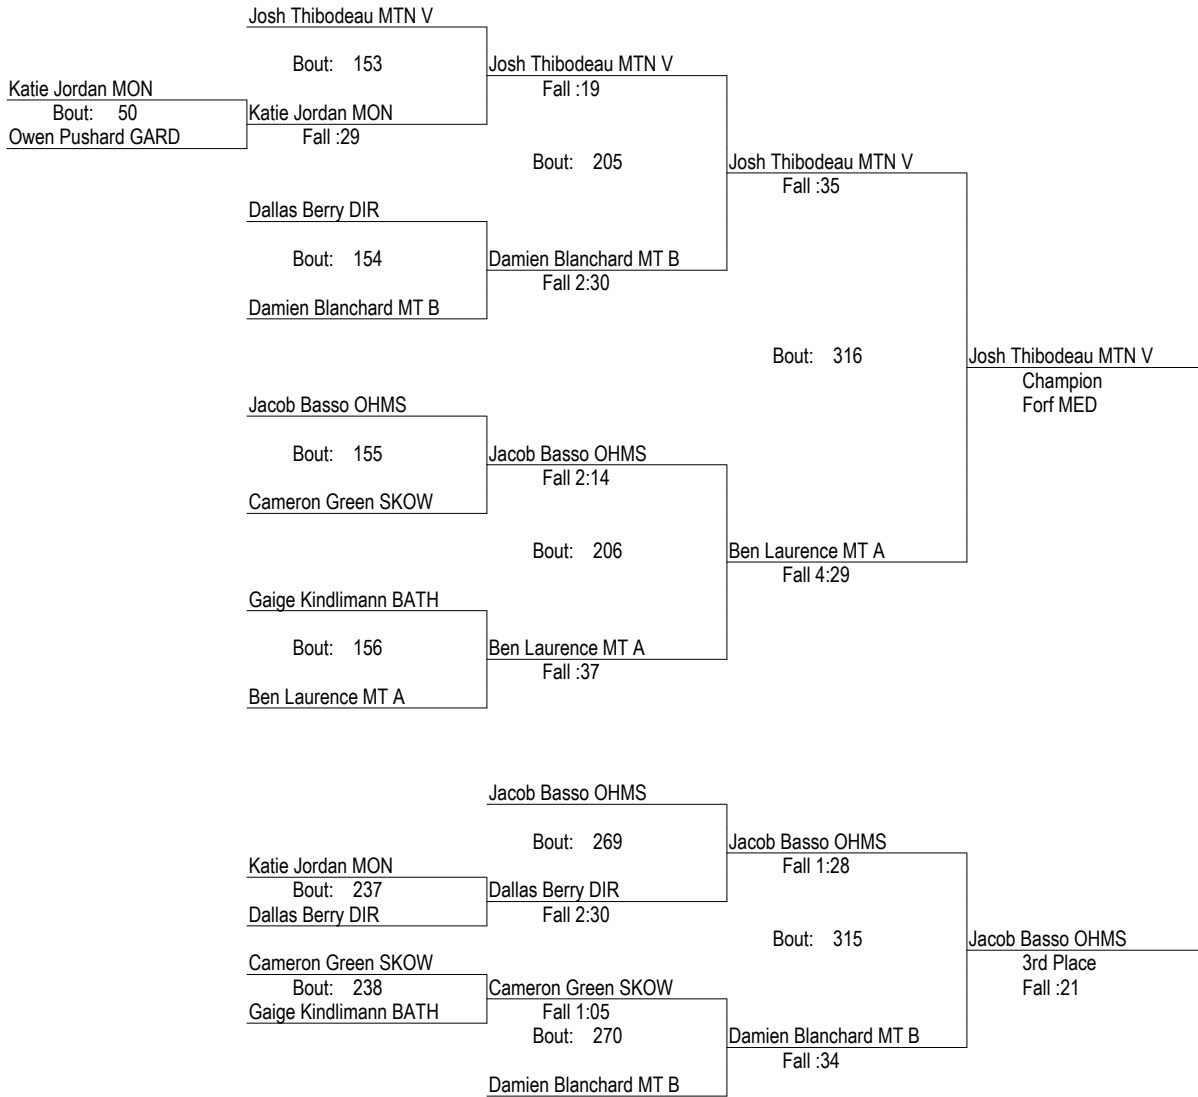 Josh Thibodeau MTN V
Bout: 153
Josh Thibodeau MTN V
Katie Jordan MON
Fall :19
Bout: 50
Katie Jordan MON
Owen Pushard GARD
Fall :29
Bout: 205
Josh Thibodeau MTN V
Fall :35
Dallas Berry DIR
Bout: 154
Damien Blanchard MT B
Fall 2:30
Damien Blanchard MT B
Bout: 316
Josh Thibodeau MTN V
Champion
Forf MED
Jacob Basso OHMS
Bout: 155
Jacob Basso OHMS
Fall 2:14
Cameron Green SKOW
Bout: 206
Ben Laurence MT A
Fall 4:29
Gaige Kindlimann BATH
Bout: 156
Ben Laurence MT A
Fall :37
Ben Laurence MT A
Jacob Basso OHMS
Bout: 269
Jacob Basso OHMS
Fall 1:28
Katie Jordan MON
Bout: 237
Dallas Berry DIR
Dallas Berry DIR
Fall 2:30
Bout: 315
Jacob Basso OHMS
3rd Place
Fall :21
Cameron Green SKOW
Bout: 238
Cameron Green SKOW
Gaige Kindlimann BATH
Fall 1:05
Bout: 270
Damien Blanchard MT B
Fall :34
Damien Blanchard MT B